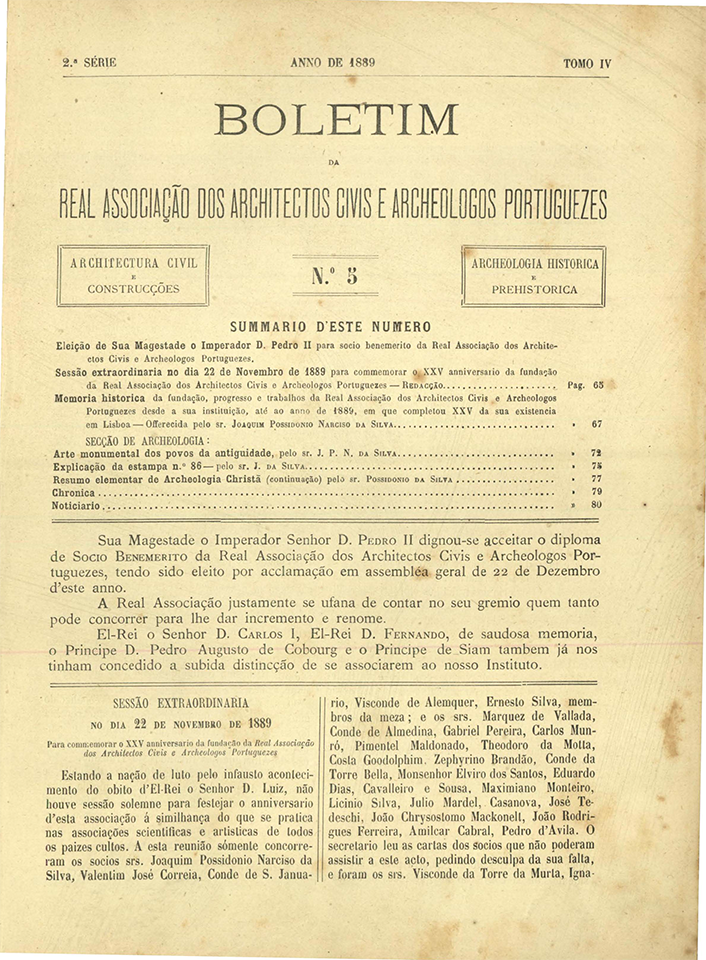 2.ª SÉRIE ANNO DE 1889 TOMO IV
BOLETIM
DA
REAL ASSOCIAÇÃO DOS ARCHITECTOS CIVIS E ARCHEOLOGOS PORTUGUEZES
ARCHITECTURA CIVIL
E
CONSTRUCÇÕES
N.º 5
ARCHEOLOGIA HISTORICA
E
PREHISTORICA
SUMMARIO D'ESTE NUMERO
Eleição de Sua Magestade o Imperador D. Pedro II para socio benemerito da Real Associação dos Archite-
ctos Civis e Archeologos Portuguezes.
Sessão extraordinaria no dia 22 de Novembro de 1889 para commemorar o XXV anniversario da fundação
da Real Associação dos Architectos Civis e Archeologos Portuguezes — REDACÇÃO........................ Pag. 65
Memoria historica da fundação, progresso e trabalhos da Real Associação dos Architectos Civis e Archeologos
Portuguezes desde a sua instituição, até ao anno de 1889, em que completou XXV da sua existencia
em Lisboa — Offerecida pelo sr. JOAQUIM POSSIDONIO NARCISO DA SILVA........................ » 67
SECÇÃO DE ARCHEOLOGIA:
Arte monumental dos povos da antiguidade, pelo sr. J. P. N. DA SILVA........................ » 72
Explicação da estampa n.º 86 — pelo sr. J. DA SILVA........................ » 75
Resumo elementar de Archeologia Christã (continuação) pelo sr. POSSIDONIO DA SILVA........................ » 77
Chronica........................ » 79
Noticiario........................ » 80
Sua Magestade o Imperador Senhor D. PEDRO II dignou-se acceitar o diploma
de SOCIO BENEMERITO da Real Associação dos Architectos Civis e Archeologos Por-
tuguezes, tendo sido eleito por acclamação em assembléa geral de 22 de Dezembro
d'este anno.
A Real Associação justamente se ufana de contar no seu gremio quem tanto
pode concorrer para lhe dar incremento e renome.
El-Rei o Senhor D. CARLOS I, El-Rei D. FERNANDO, de saudosa memoria,
o Principe D. Pedro Augusto de Cobourg e o Principe de Siam tambem já nos
tinham concedido a subida distincção de se associarem ao nosso Instituto.
SESSÃO EXTRAORDINARIA
NO DIA 22 DE NOVEMBRO DE 1889
Para commemorar o XXV anniversario da fundação da Real Associação
dos Architectos Civis e Archeologos Portuguezes
Estando a nação de luto pelo infausto aconteci-
mento do obito d'El-Rei o Senhor D. Luiz, não
houve sessão solemne para festejar o anniversario
d'esta associação á similhança do que se pratica
nas associações scientificas e artisticas de todos
os paizes cultos. A esta reunião sómente concorre-
ram os socios srs. Joaquim Possidonio Narciso da
Silva, Valentim José Correia, Conde de S. Janua-
rio, Visconde de Alemquer, Ernesto Silva, mem-
bros da meza; e os srs. Marquez de Vallada,
Conde de Almedina, Gabriel Pereira, Carlos Mun-
ró, Pimentel Maldonado, Theodoro da Motta,
Costa Goodolphim, Zephyrino Brandão, Conde da
Torre Bella, Monsenhor Elviro dos Santos, Eduardo
Dias, Cavalleiro e Sousa, Maximiano Monteiro,
Licinio Silva, Julio Mardel, Casanova, José Te-
deschi, João Chrysostomo Mackonelt, João Rodri-
gues Ferreira, Amilcar Cabral, Pedro d'Avila. O
secretario leu as cartas dos socios que não poderam
assistir a este acto, pedindo desculpa da sua falta,
e foram os srs. Visconde da Torre da Murta, Igna-